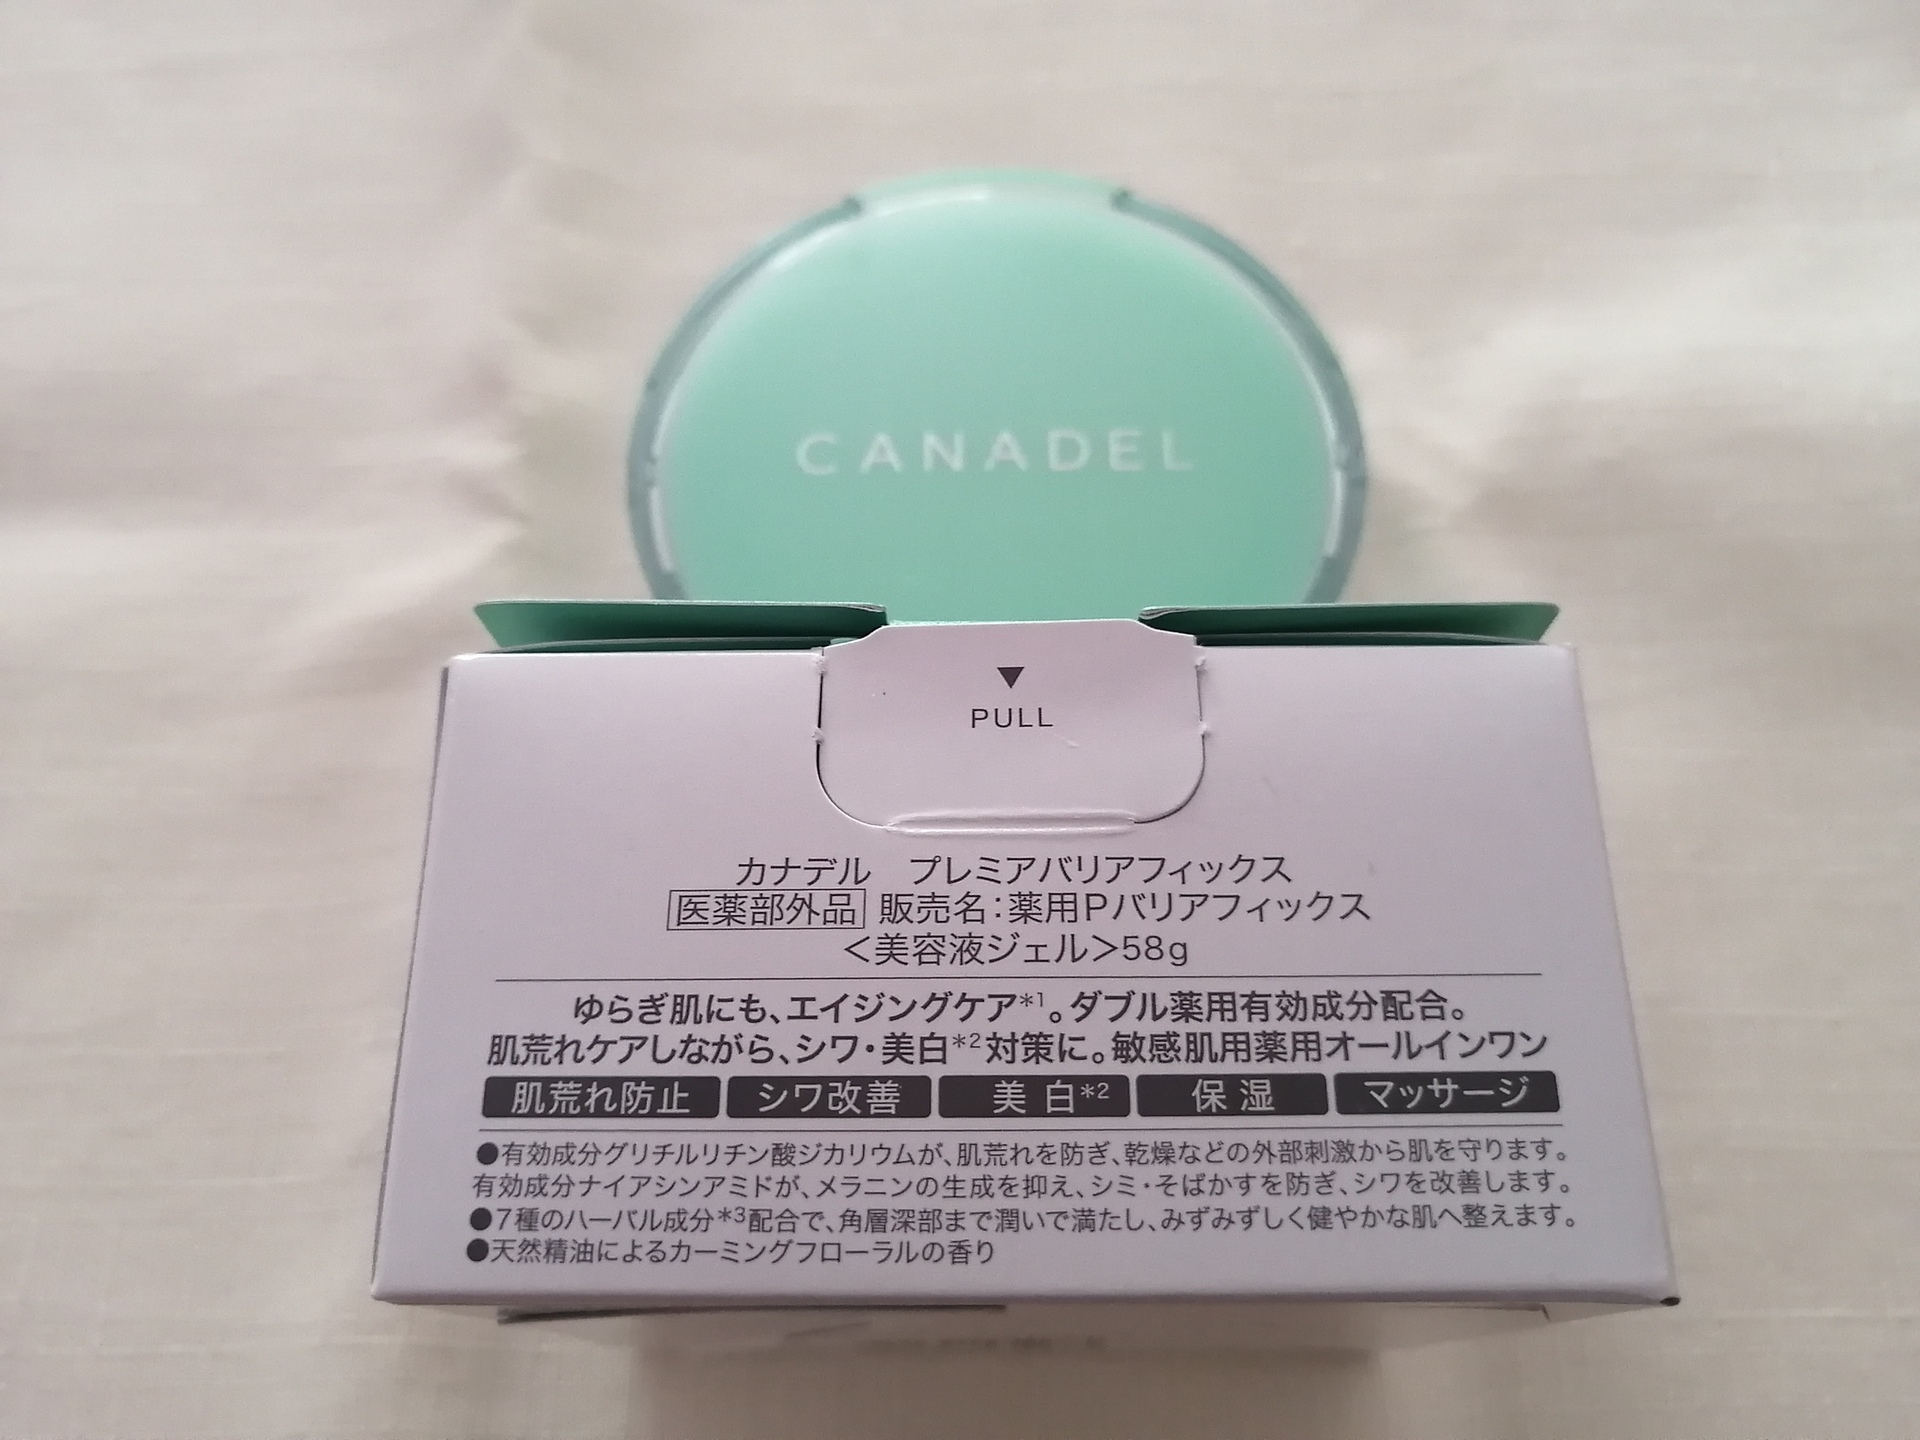 CANADEL
PULL
カナデル　プレミアバリアフィックス
医薬部外品 販売名：薬用Pバリアフィックス
＜美容液ジェル＞58g
ゆらぎ肌にも、エイジングケア*1。ダブル薬用有効成分配合。
肌荒れケアしながら、シワ・美白*2対策に。敏感肌用薬用オールインワン
肌荒れ防止 シワ改善 美白*2 保湿 マッサージ
●有効成分グリチルリチン酸ジカリウムが、肌荒れを防ぎ、乾燥などの外部刺激から肌を守ります。
有効成分ナイアシンアミドが、メラニンの生成を抑え、シミ・そばかすを防ぎ、シワを改善します。
●7種のハーバル成分*3配合で、角層深部まで潤いで満たし、みずみずしく健やかな肌へ整えます。
●天然精油によるカーミングフローラルの香り